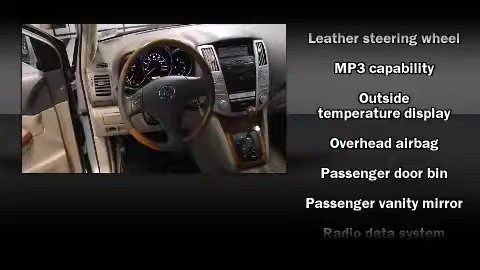 Leather steering wheel
MP3 capability
Outside
temperature display
Overhead airbag
Passenger door bin
Passenger vanity mirror
Radio data system